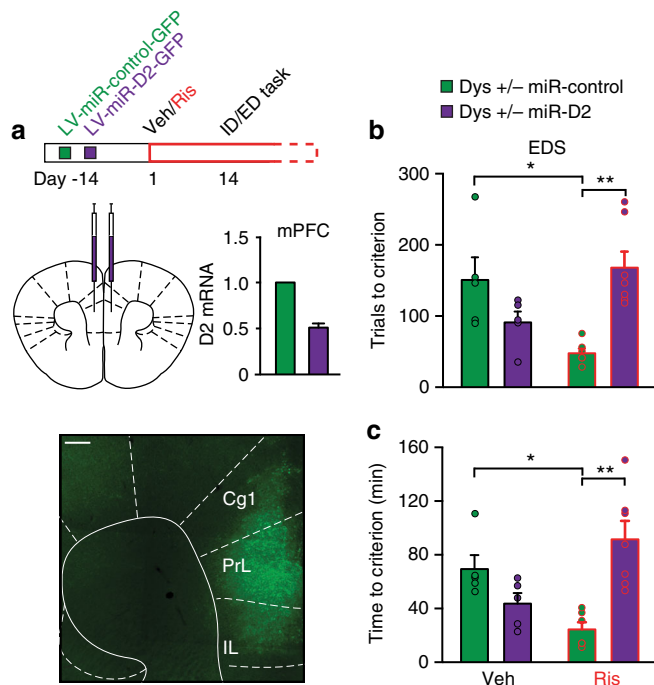 LV-miR-control-GFP
LV-miR-D2-GFP
Veh/Ris
ID/ED task
a
Day -14 1 14
mPFC
D2 mRNA
1.5
1.0
0.5
0
Cg1
PrL
IL
Dys +/– miR-control
Dys +/– miR-D2
b
EDS
Trials to criterion
300
200
100
0
*
**
c
Time to criterion (min)
160
120
80
40
0
*
**
Veh Ris